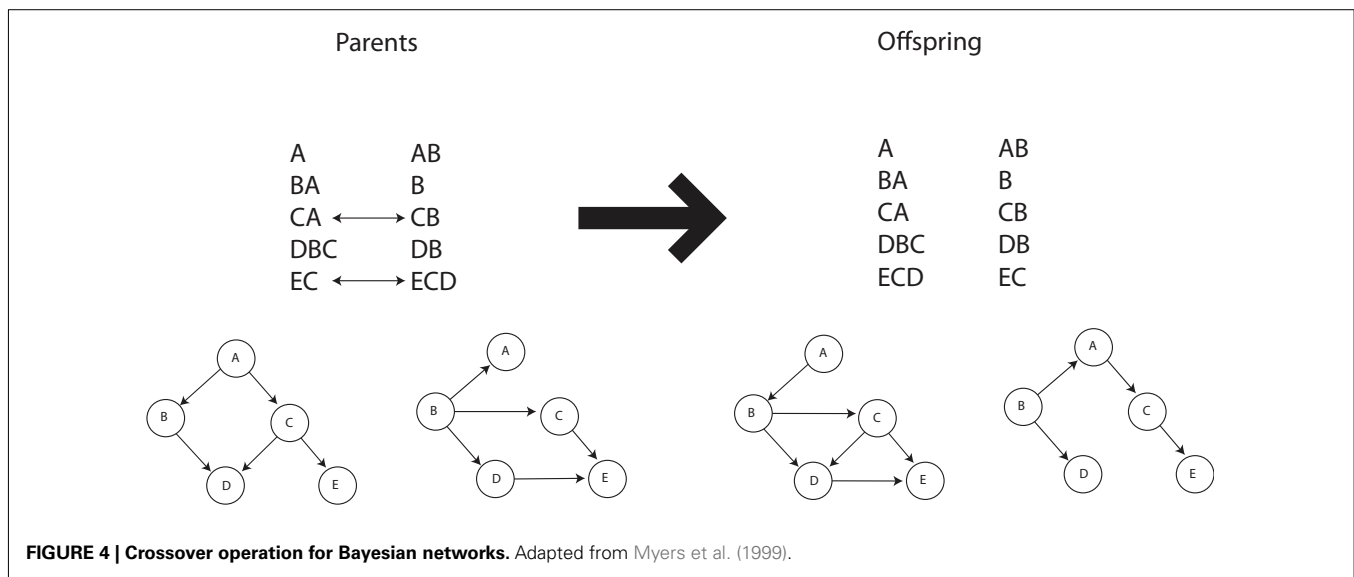 Parents Offspring
A AB A AB
BA B BA B
CA CB CA CB
DBC DB DBC DB
EC ECD ECD EC
A
B
C
D
E
A
B
C
D
E
A
B
C
D
E
A
B
C
D
E
FIGURE 4 | Crossover operation for Bayesian networks. Adapted from Myers et al. (1999).